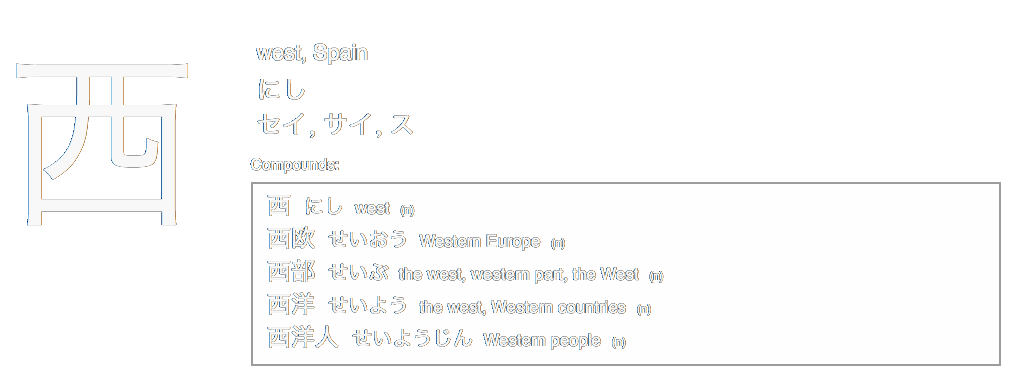 西
west, Spain
にし
セイ, サイ, ス
Compounds:
西 にし west (n)
西欧 せいおう Western Europe (n)
西部 せいぶ the west, western part, the West (n)
西洋 せいよう the west, Western countries (n)
西洋人 せいようじん Western people (n)